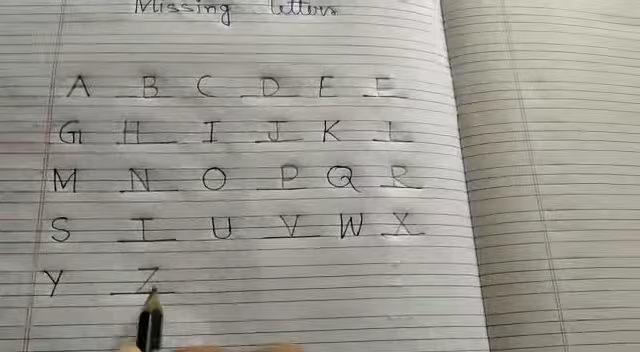 Missing letters
A B C D E F
G H I J K L
M N O P Q R
S T U V W X
Y Z